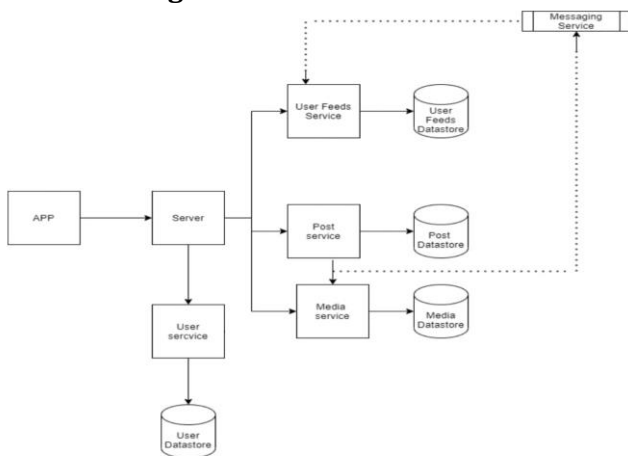 Messaging
Service
User Feeds
Service
User
Feeds
Datastore
APP
Server
Post
service
Post
Datastore
Media
service
Media
Datastore
User
sercvice
User
Datastore